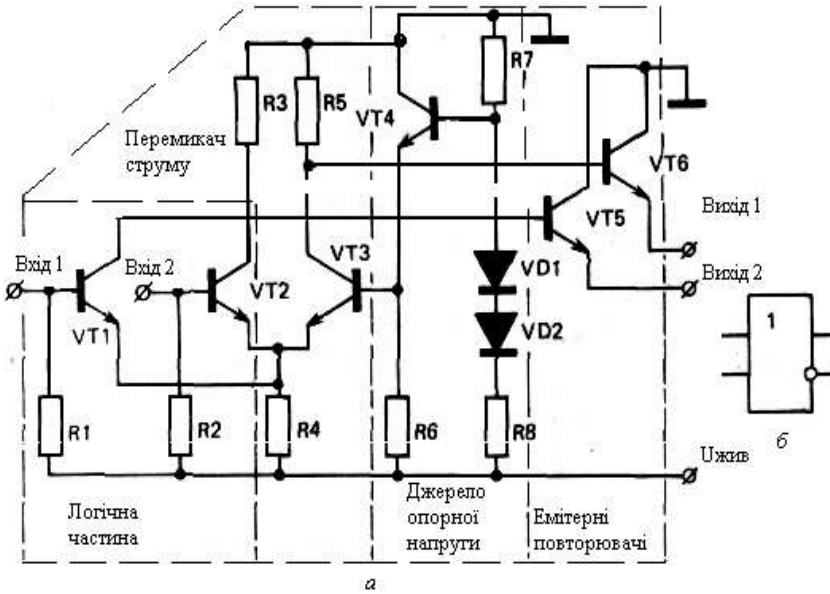 R7
R3
R5
VT4
Перемикач
струму
VT6
VT5
Вихід 1
Вхід 1
Вхід 2
VT3
Вихід 2
VT2
VD1
VT1
VD2
1
R1
R2
R4
R6
R8
б
Uжив
Логічна
частина
Джерело
опорної
напруги
Емітерні
повторювачі
а